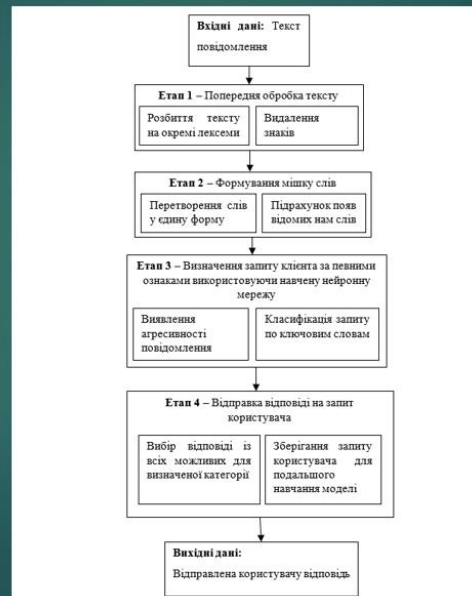 Вхідні дані: Текст
повідомлення
Етап 1 – Попередня обробка тексту
Розбиття тексту
на окремі лексеми
Видалення
знаків
Етап 2 – Формування мішку слів
Перетворення слів
у єдину форму
Підрахунок появ
відомих нам слів
Етап 3 – Визначення запиту клієнта за певними
ознаками використовуючи навчену нейронну
мережу
Виявлення
агресивності
повідомлення
Класифікація запиту
по ключовим словам
Етап 4 – Відправка відповіді на запит
користувача
Вибір відповіді із
всіх можливих для
визначеної категорії
Зберігання запиту
користувача для
подальшого
навчання моделі
Вихідні дані:
Відправлена користувачу відповідь